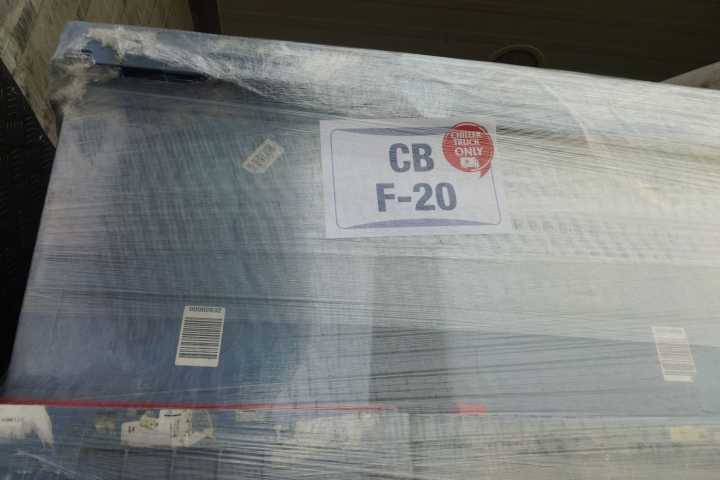 CHILLER
TRUCK
ONLY
CB
F-20